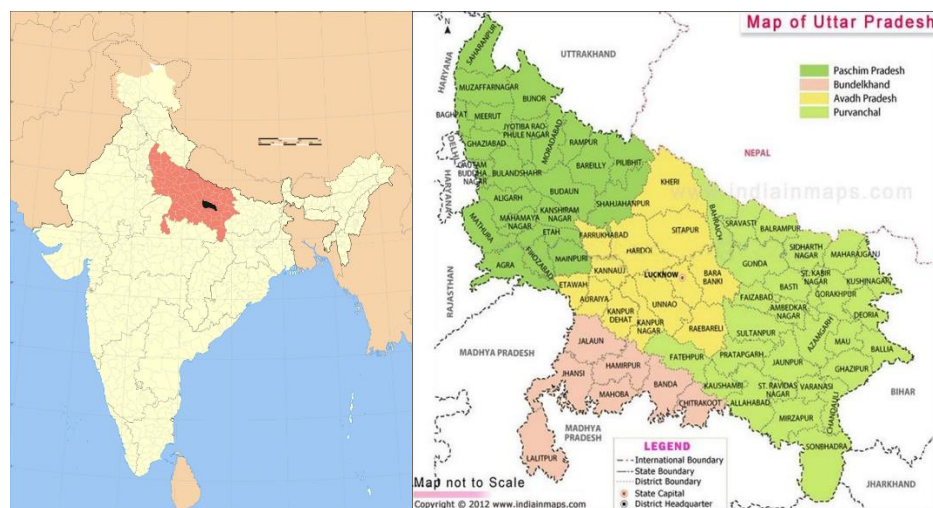 Map of Uttar Pradesh
N
Paschim Pradesh
Bundelkhand
Avadh Pradesh
Purvanchal
UTTRAKHAND
HARYANA
DELHI
HARYANA
RAJASTHAN
NEPAL
MADHYA PRADESH
MADHYA
PRADESH
BIHAR
JHARKHAND
SAHARANPUR
MUZAFFARNAGAR
BIJNOR
BAGHPAT
MEERUT
JYOTIBA RAO-
PHULE NAGAR
MORADABAD
RAMPUR
GHAZIABAD
GAUTAM
BUDDHA
NAGAR
BULANDSHAHR
BAREILLY
PILIBHIT
KHERI
BUDAUN
SHAHJAHANPUR
ALIGARH
KANSHIRAM
NAGAR
MAHAMAYA
NAGAR
MATHURA
ETAH
FARRUKHABAD
AGRA
FIROZABAD
MAINPURI
HARDOI
SITAPUR
BAHRAICH
SRAVASTI
BALRAMPUR
GONDA
SIDHARTH
NAGAR
MAHARAJGANJ
ETAWAH
KANNAUJ
LUCKNOW
BARA
BANKI
BASTI
ST. KABIR
NAGAR
KUSHINAGAR
GORAKHPUR
AURAIYA
UNNAO
FAIZABAD
AMBEDKAR
NAGAR
DEORIA
KANPUR
DEHAT
KANPUR
NAGAR
RAEBARELI
SULTANPUR
AZAMGARH
MAU
BALLIA
JALAUN
FATEHPUR
PRATAPGARH
JAUNPUR
GHAZIPUR
JHANSI
HAMIRPUR
BANDA
KAUSHAMBI
ST. RAVIDAS
NAGAR
VARANASI
MAHOBA
CHITRAKOOT
ALLAHABAD
MIRZAPUR
CHANDAULI
LALITPUR
SONBHADRA
www.indiainmaps.com
LEGEND
International Boundary
State Boundary
District Boundary
State Capital
District Headquarter
Map not to Scale
Copyright © 2012 www.indiainmaps.com